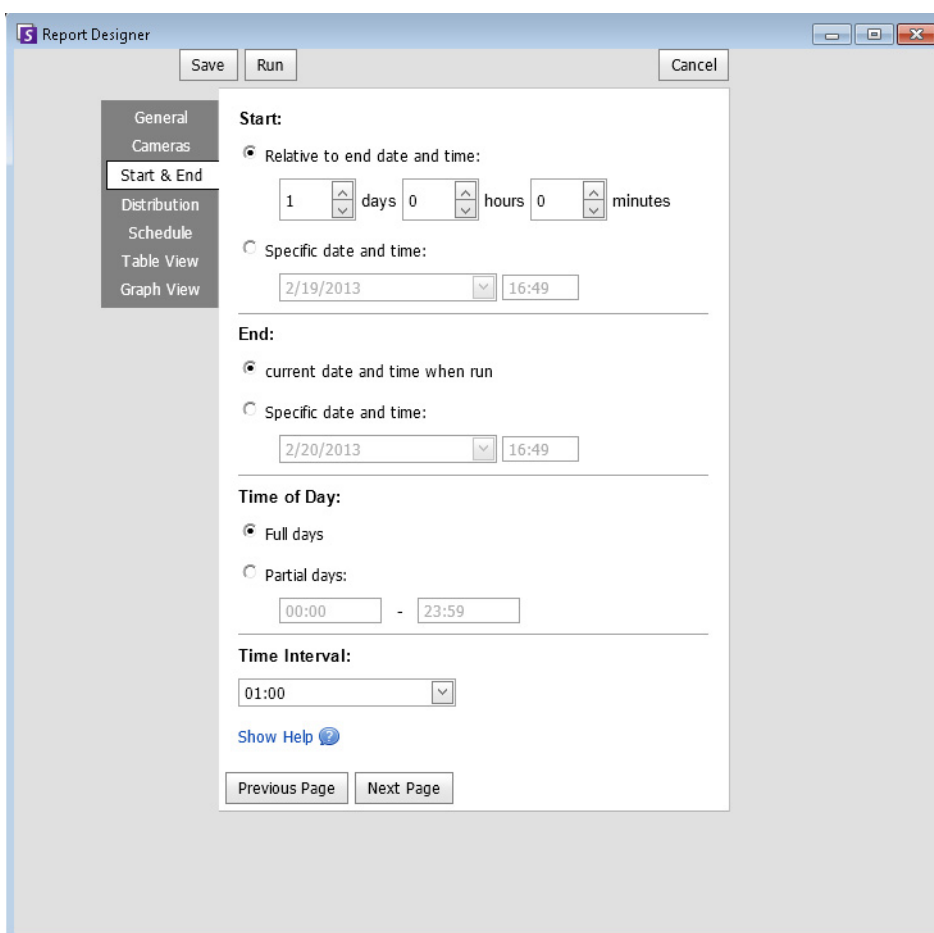 Report Designer
Save Run Cancel
General
Cameras
Start & End
Distribution
Schedule
Table View
Graph View
Start:
Relative to end date and time:
1 days 0 hours 0 minutes
Specific date and time:
2/19/2013 16:49
End:
current date and time when run
Specific date and time:
2/20/2013 16:49
Time of Day:
Full days
Partial days:
00:00 - 23:59
Time Interval:
01:00
Show Help ?
Previous Page Next Page